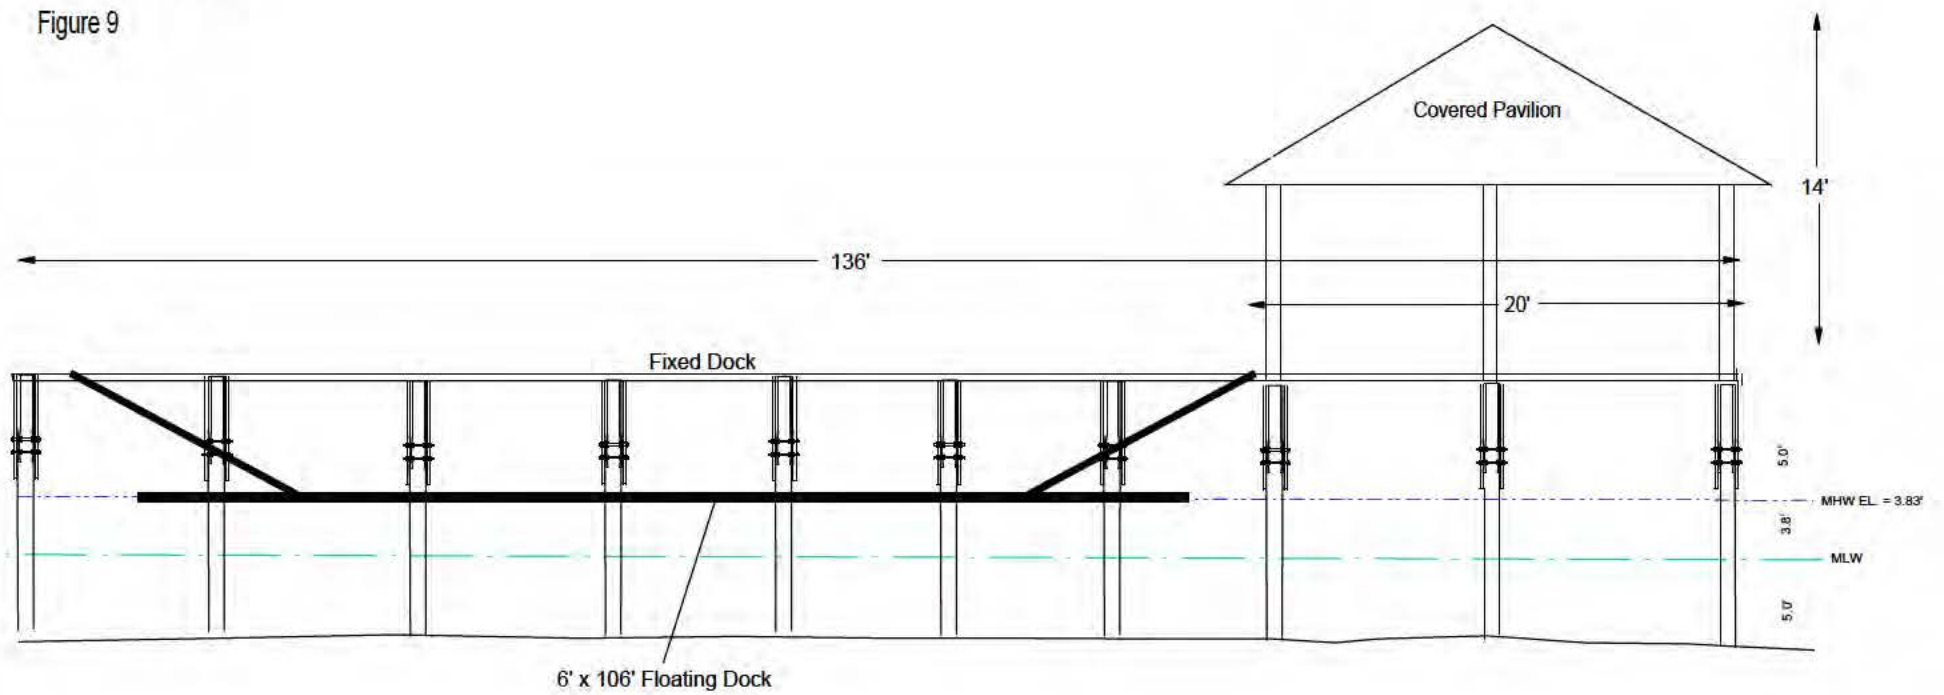 Figure 9
Covered Pavilion
14'
136'
20'
Fixed Dock
5.0'
MHW EL. = 3.83'
3.8'
MLW
5.0'
6' x 106' Floating Dock